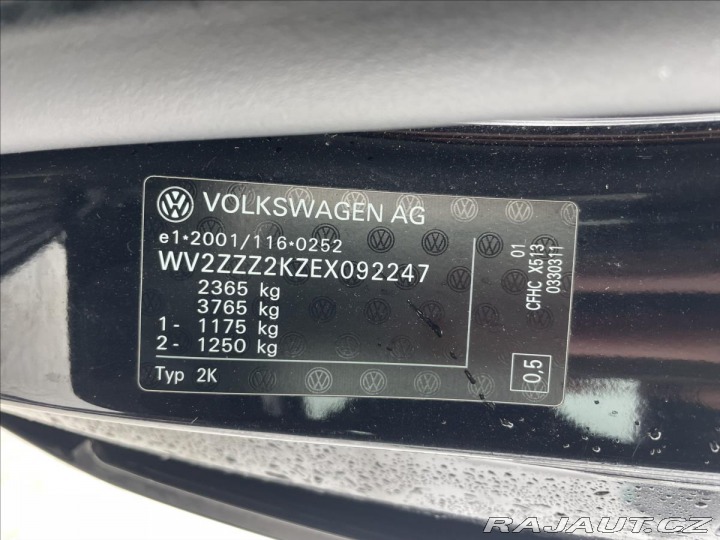 VOLKSWAGEN AG
e1*2001/116*0252
WV2ZZZ2KZEX092247
2365 kg
3765 kg
1 - 1175 kg
2 - 1250 kg
Typ 2K
01
CFHC X513
0330311
0,5
RAJAUT.CZ